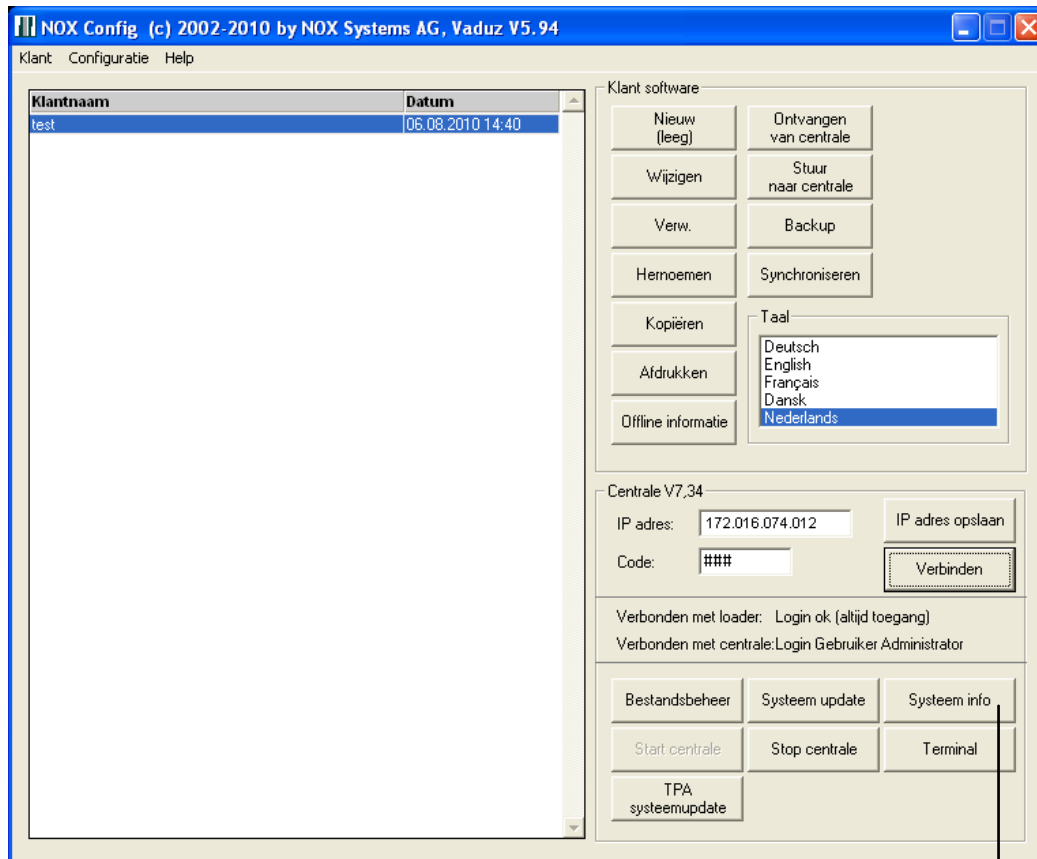 NOX Config (c) 2002-2010 by NOX Systems AG, Vaduz V5.94
Klant Configuratie Help
Klantnaam Datum
test 06.08.2010 14:40
Klant software
Nieuw
(leeg)
Ontvangen
van centrale
Wijzigen
Stuur
naar centrale
Verw.
Backup
Hernoemen
Synchroniseren
Kopiëren
Afdrukken
Offline informatie
Taal
Deutsch
English
Français
Dansk
Nederlands
Centrale V7,34
IP adres: 172.016.074.012
IP adres opslaan
Code: ###
Verbinden
Verbonden met loader: Login ok (altijd toegang)
Verbonden met centrale:Login Gebruiker Administrator
Bestandsbeheer
Systeem update
Systeem info
Start centrale
Stop centrale
Terminal
TPA
systeemupdate